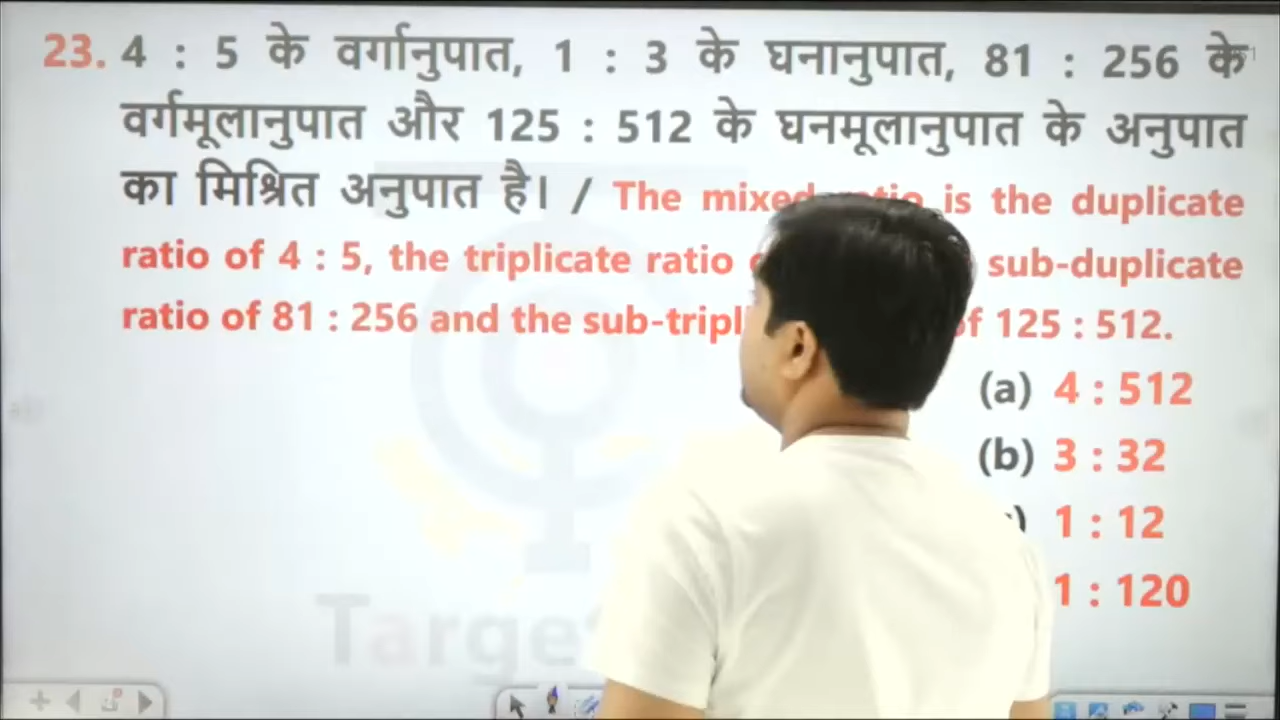 23. 4 : 5 के वर्गानुपात, 1 : 3 के घनानुपात, 81 : 256 के
वर्गमूलानुपात और 125 : 512 के घनमूलानुपात के अनुपात
का मिश्रित अनुपात है। / The mixed ratio is the duplicate
ratio of 4 : 5, the triplicate ratio sub-duplicate
ratio of 81 : 256 and the of 125 : 512.
(a) 4 : 512
(b) 3 : 32
1 : 12
1 : 120
Target